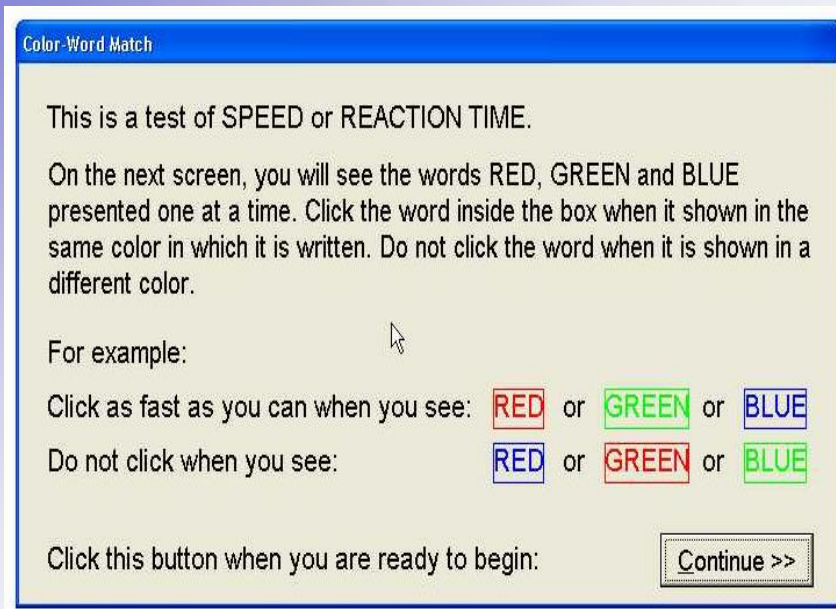 Color-Word Match
This is a test of SPEED or REACTION TIME.
On the next screen, you will see the words RED, GREEN and BLUE
presented one at a time. Click the word inside the box when it shown in the
same color in which it is written. Do not click the word when it is shown in a
different color.
For example:
Click as fast as you can when you see: RED or GREEN or BLUE
Do not click when you see: RED or GREEN or BLUE
Click this button when you are ready to begin: Continue >>